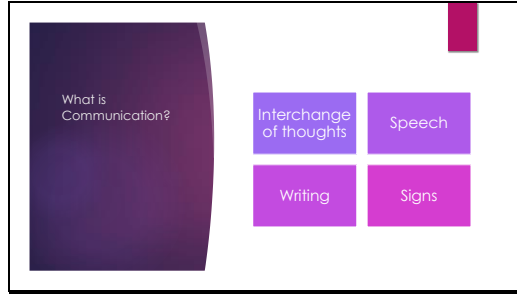 What is
Communication?
Interchange
of thoughts
Speech
Writing
Signs